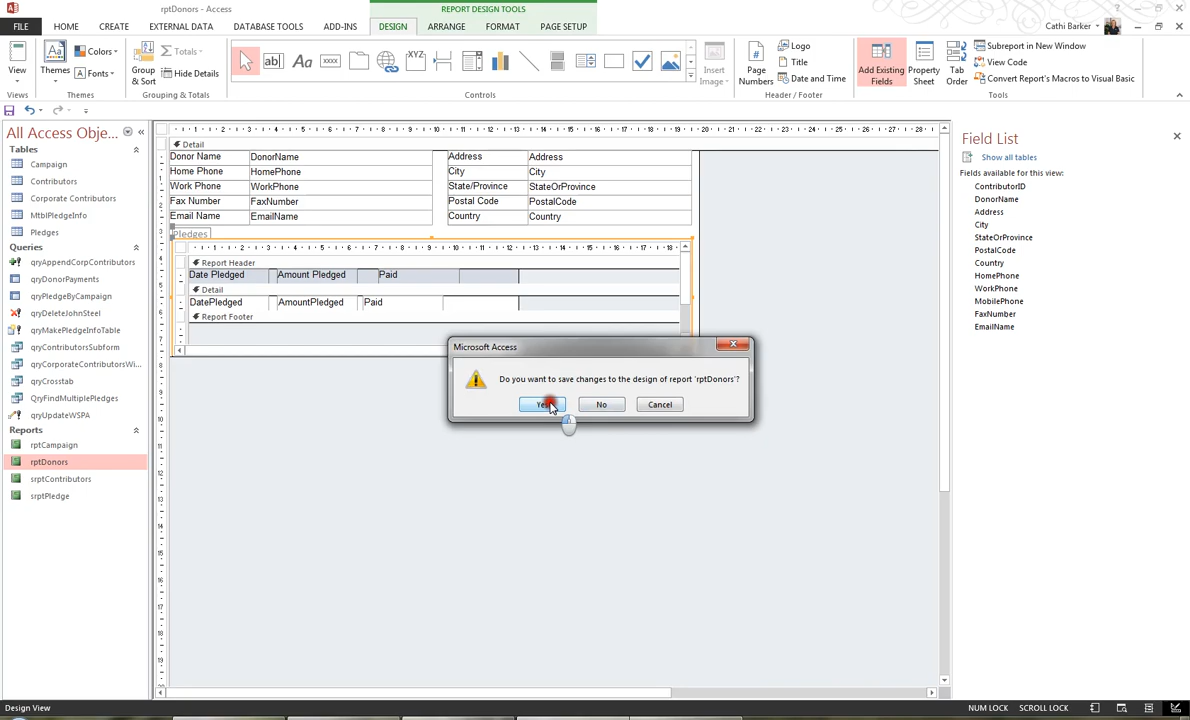 rptDonors - Access
REPORT DESIGN TOOLS
FILE HOME CREATE EXTERNAL DATA DATABASE TOOLS ADD-INS DESIGN ARRANGE FORMAT PAGE SETUP
Cathi Barker
View
Themes
Colors
Fonts
Group & Sort
Totals
Hide Details
Aa
Insert Image
Page Numbers
Logo
Title
Date and Time
Add Existing Fields
Property Sheet
Tab Order
Subreport in New Window
View Code
Convert Report's Macros to Visual Basic
Views Themes Grouping & Totals Controls Header / Footer Tools
All Access Obje...
Tables
Campaign
Contributors
Corporate Contributors
MtblPledgeInfo
Pledges
Queries
qryAppendCorpContributors
qryDonorPayments
qryPledgeByCampaign
qryDeleteJohnSteel
qryMakePledgeInfoTable
qryContributorsSubform
qryCorporateContributorsWi...
qryCrosstab
qryFindMultiplePledges
qryUpdateWSPA
Reports
rptCampaign
rptDonors
srptContributors
srptPledge
Detail
Donor Name DonorName Address Address
Home Phone HomePhone City City
Work Phone WorkPhone State/Province StateOrProvince
Fax Number FaxNumber Postal Code PostalCode
Email Name EmailName Country Country
Pledges
Report Header
Date Pledged Amount Pledged Paid
Detail
DatePledged AmountPledged Paid
Report Footer
Microsoft Access
Do you want to save changes to the design of report 'rptDonors'?
Yes No Cancel
Field List
Show all tables
Fields available for this view:
ContributorID
DonorName
Address
City
StateOrProvince
PostalCode
Country
HomePhone
WorkPhone
MobilePhone
FaxNumber
EmailName
Design View
NUM LOCK SCROLL LOCK